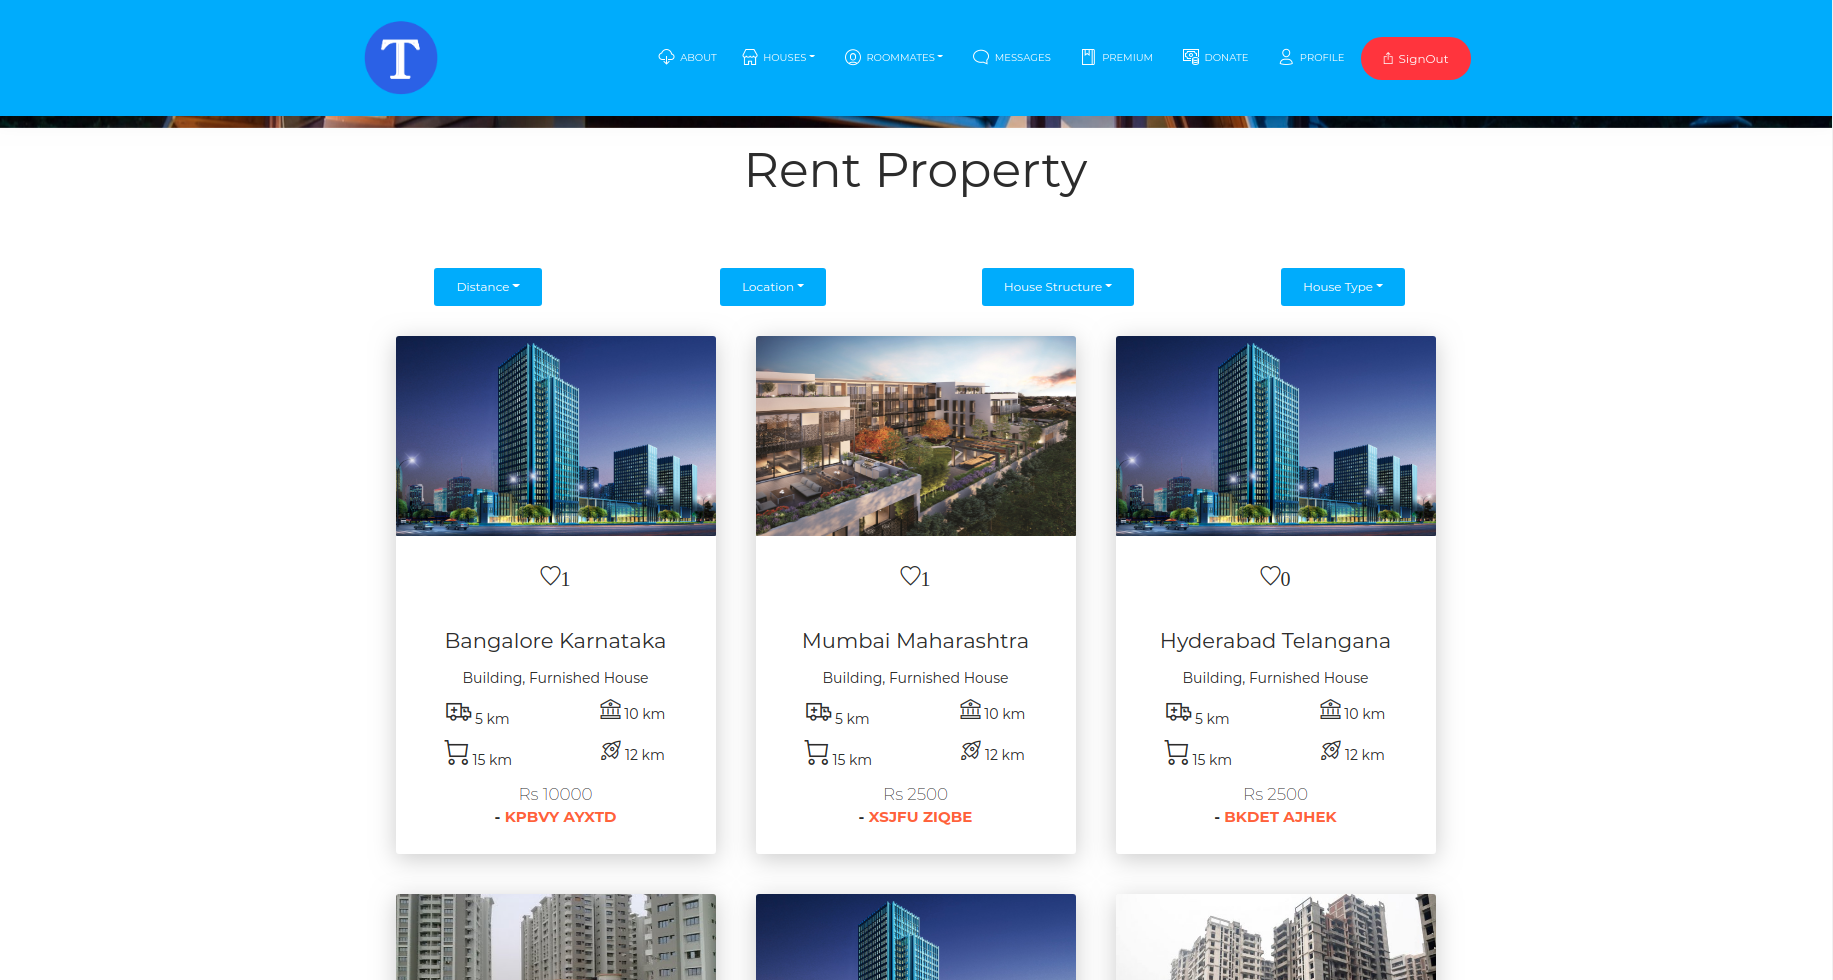 T
ABOUT
HOUSES
ROOMMATES
MESSAGES
PREMIUM
DONATE
PROFILE
SignOut
Rent Property
Distance
Location
House Structure
House Type
1
1
0
Bangalore Karnataka
Mumbai Maharashtra
Hyderabad Telangana
Building, Furnished House
Building, Furnished House
Building, Furnished House
5 km
10 km
5 km
10 km
5 km
10 km
15 km
12 km
15 km
12 km
15 km
12 km
Rs 10000
Rs 2500
Rs 2500
- KPBVY AYXTD
- XSJFU ZIQBE
- BKDET AJHEK